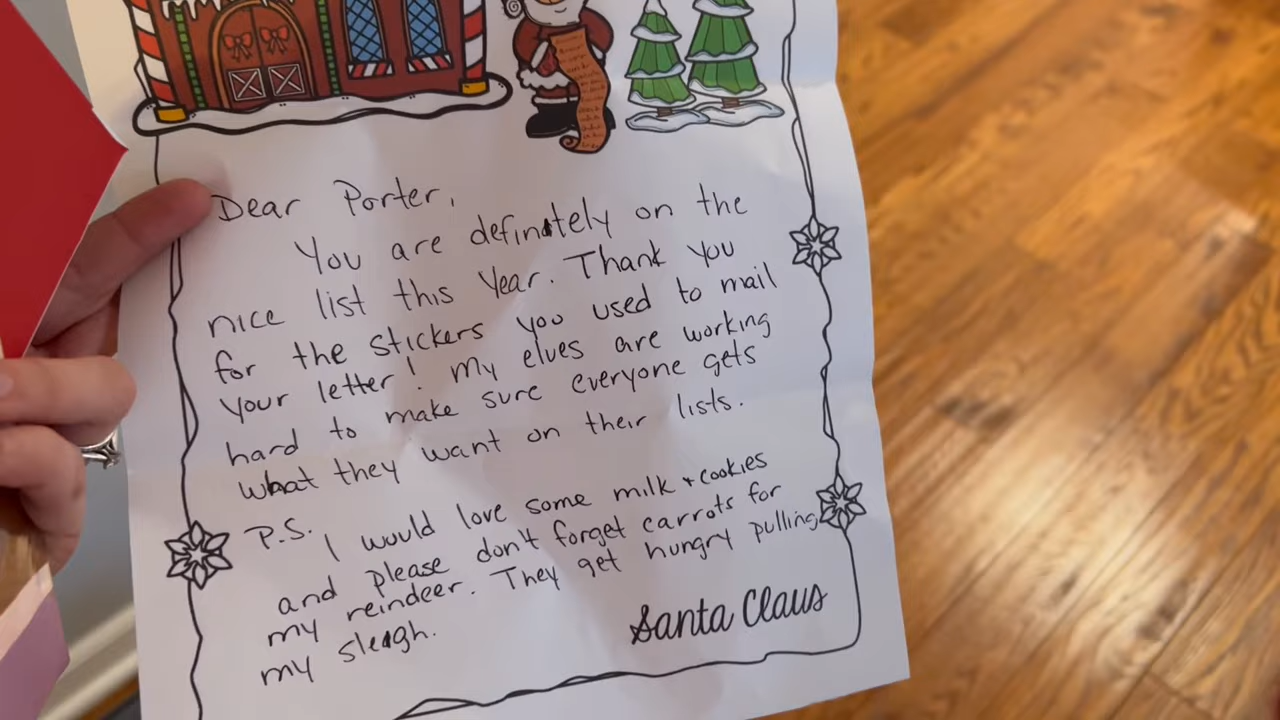 Dear Porter,
You are definitely on the
nice list this year. Thank you
for the stickers you used to mail
your letter! My elves are working
hard to make sure everyone gets
what they want on their lists.
P.S. I would love some milk + cookies
and please don't forget carrots for
my reindeer. They get hungry pulling
my sleigh.
Santa Claus